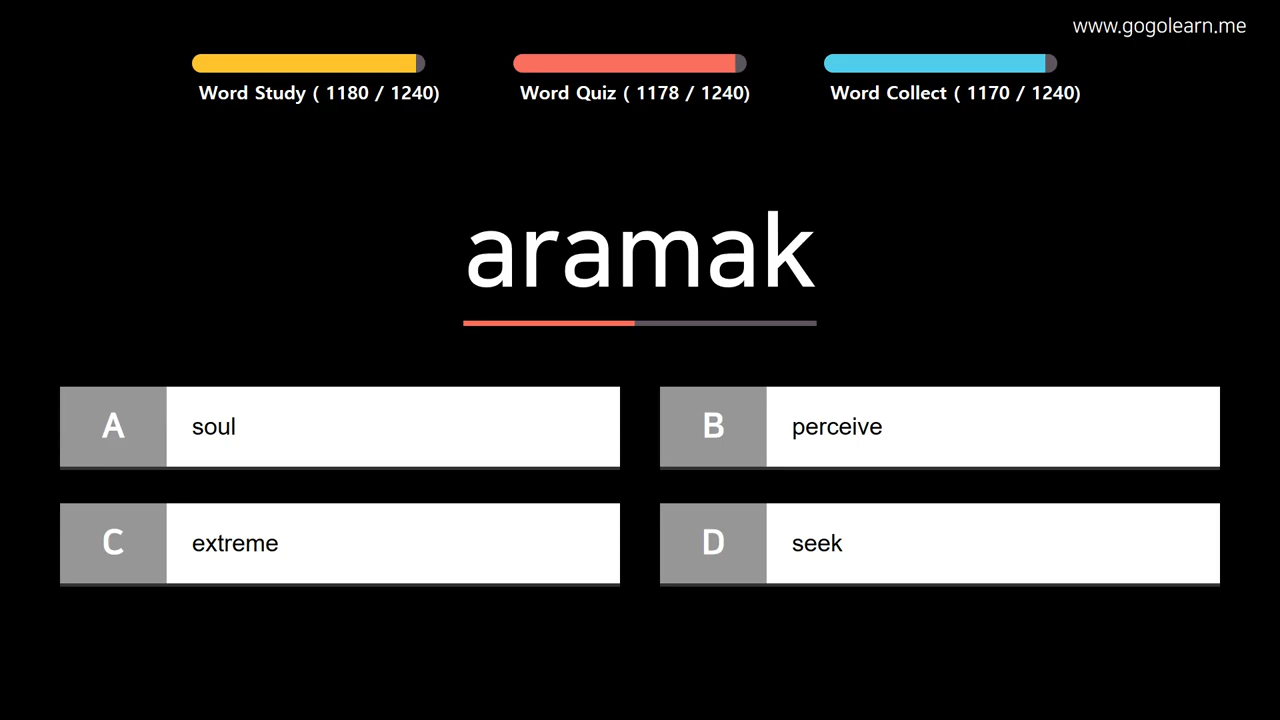 www.gogolearn.me
Word Study ( 1180 / 1240)
Word Quiz ( 1178 / 1240)
Word Collect ( 1170 / 1240)
aramak
A soul
B perceive
C extreme
D seek